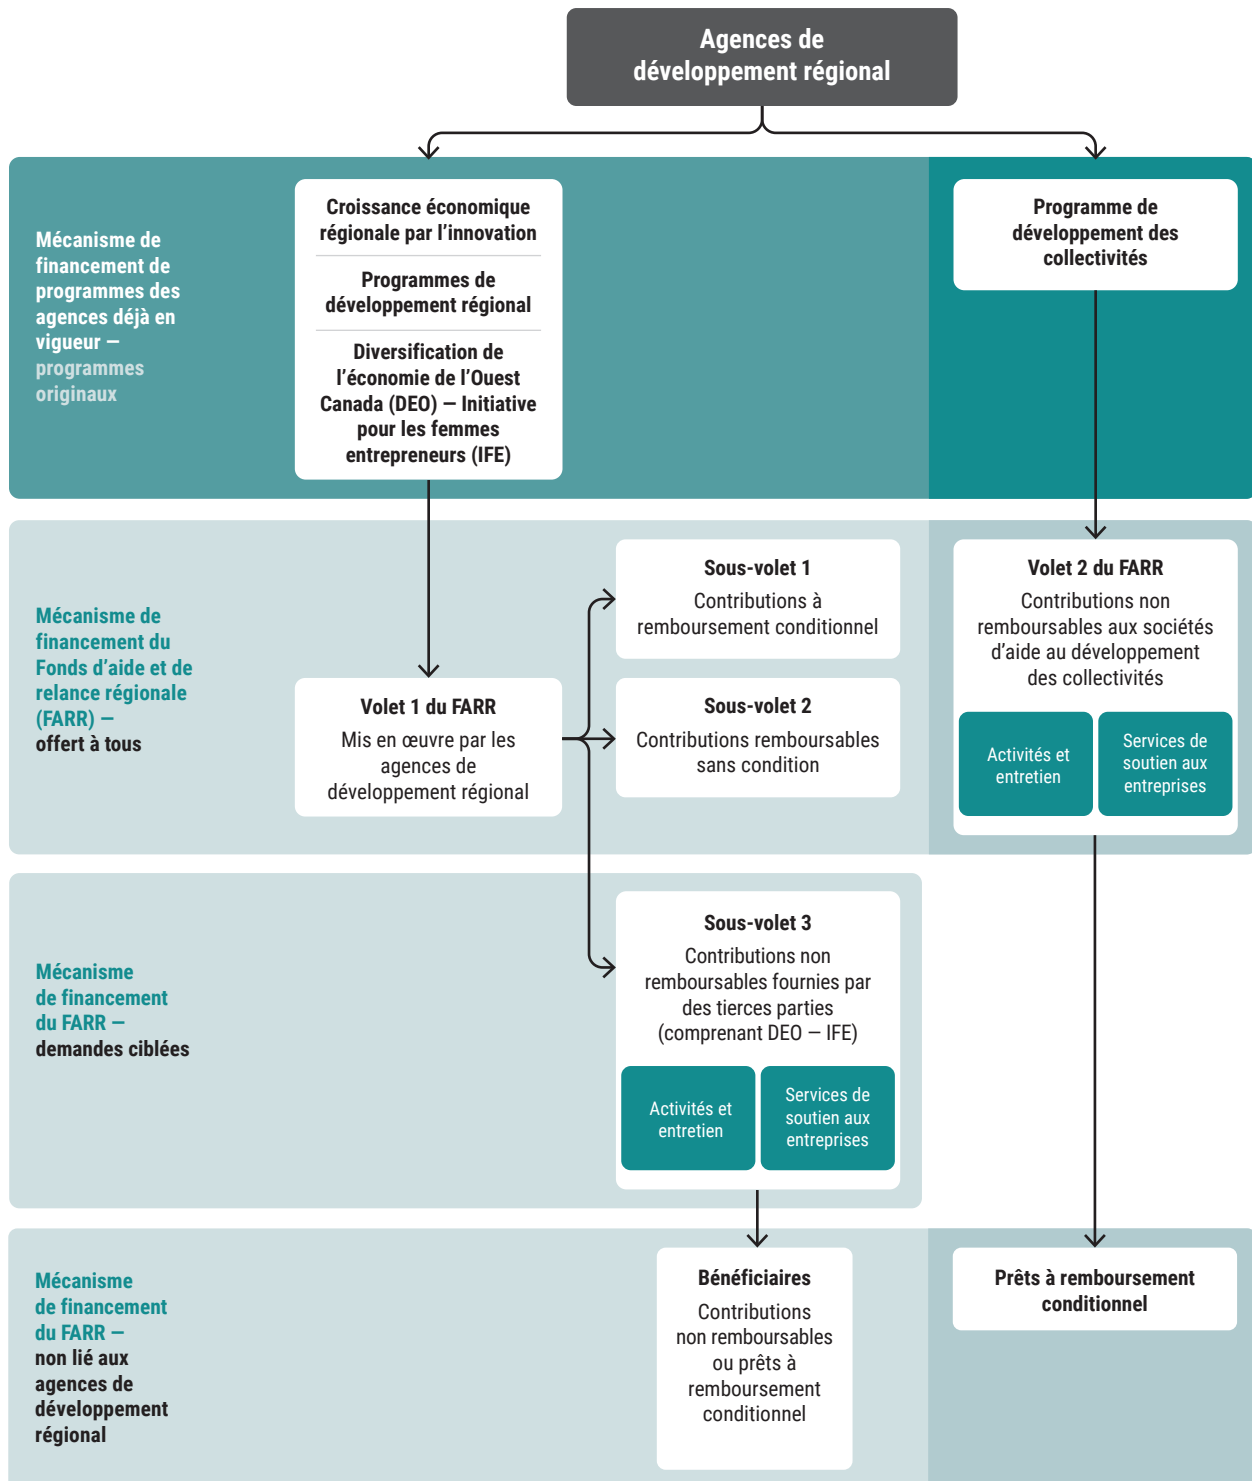 Agences de
développement régional
Mécanisme de
financement de
programmes des
agences déjà en
vigueur —
programmes
originaux
Croissance économique
régionale par l’innovation
Programmes de
développement régional
Diversification de
l’économie de l’Ouest
Canada (DEO) — Initiative
pour les femmes
entrepreneurs (IFE)
Programme de
développement des
collectivités
Mécanisme de
financement du
Fonds d’aide et de
relance régionale
(FARR) —
offert à tous
Volet 1 du FARR
Mis en œuvre par les
agences de
développement régional
Sous-volet 1
Contributions à
remboursement conditionnel
Sous-volet 2
Contributions remboursables
sans condition
Volet 2 du FARR
Contributions non
remboursables aux sociétés
d’aide au développement
des collectivités
Activités et
entretien
Services de
soutien aux
entreprises
Mécanisme
de financement
du FARR —
demandes ciblées
Sous-volet 3
Contributions non
remboursables fournies par
des tierces parties
(comprenant DEO — IFE)
Activités et
entretien
Services de
soutien aux
entreprises
Mécanisme
de financement
du FARR —
non lié aux
agences de
développement
régional
Bénéficiaires
Contributions
non remboursables
ou prêts à
remboursement
conditionnel
Prêts à remboursement
conditionnel